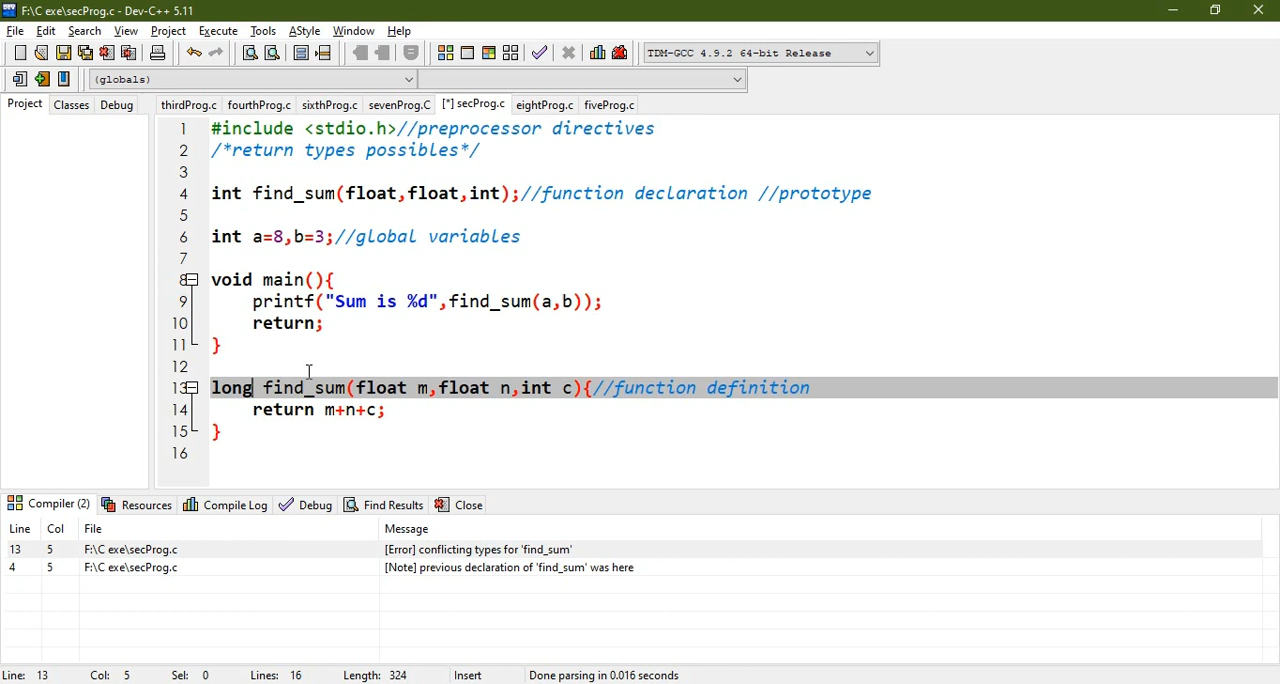 F:\C exe\secProg.c - Dev-C++ 5.11
File Edit Search View Project Execute Tools AStyle Window Help
TDM-GCC 4.9.2 64-bit Release
(globals)
Project Classes Debug thirdProg.c fourthProg.c sixthProg.c sevenProg.C [*] secProg.c eightProg.c fiveProg.c
1 #include <stdio.h>//preprocessor directives
2 /*return types possibles*/
3
4 int find_sum(float,float,int);//function declaration //prototype
5
6 int a=8,b=3;//global variables
7
8 void main(){
9 printf("Sum is %d",find_sum(a,b));
10 return;
11 }
12
13 long find_sum(float m,float n,int c){//function definition
14 return m+n+c;
15 }
16
Compiler (2) Resources Compile Log Debug Find Results Close
Line Col File Message
13 5 F:\C exe\secProg.c [Error] conflicting types for 'find_sum'
4 5 F:\C exe\secProg.c [Note] previous declaration of 'find_sum' was here
Line: 13 Col: 5 Sel: 0 Lines: 16 Length: 324 Insert Done parsing in 0.016 seconds